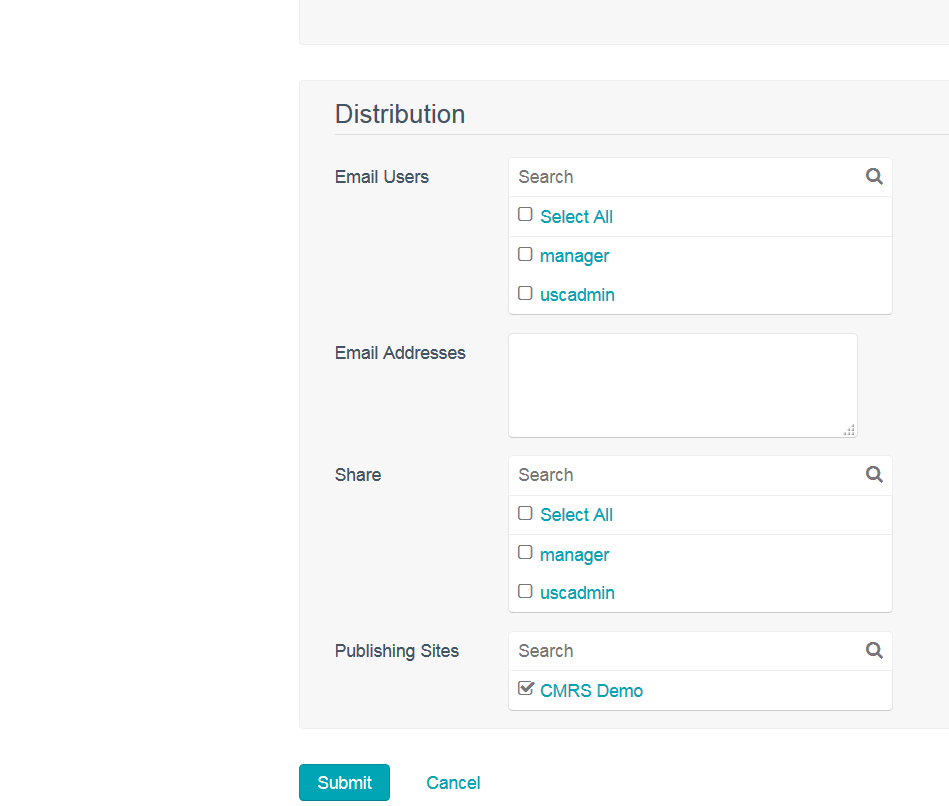 Distribution
Email Users
Search
Select All
manager
uscadmin
Email Addresses
Share
Search
Select All
manager
uscadmin
Publishing Sites
Search
CMRS Demo
Submit
Cancel